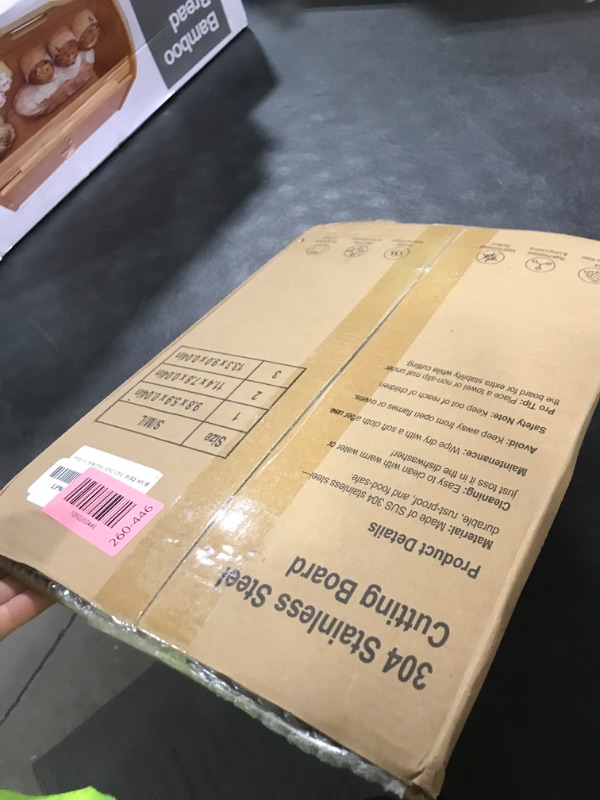 Bamboo
Bread
304 Stainless Steel
Cutting Board
Product Details
Material: Made of SUS 304 stainless steel—
durable, rust-proof, and food-safe.
Cleaning: Easy to clean with warm water or
just toss it in the dishwasher
Maintenance: Wipe dry with a soft cloth after use.
Avoid: Keep away from open flames or ovens
Safety Note: Keep out of reach of children
Pro Tip: Place a towel or non-slip mat under
the board for extra stability while cutting
Size S/M/L
1 9.8 x 5.9 x 0.04in
2 11.4 x 7.5 x 0.04in
3 13.3 x 9.0 x 0.04in
260-446